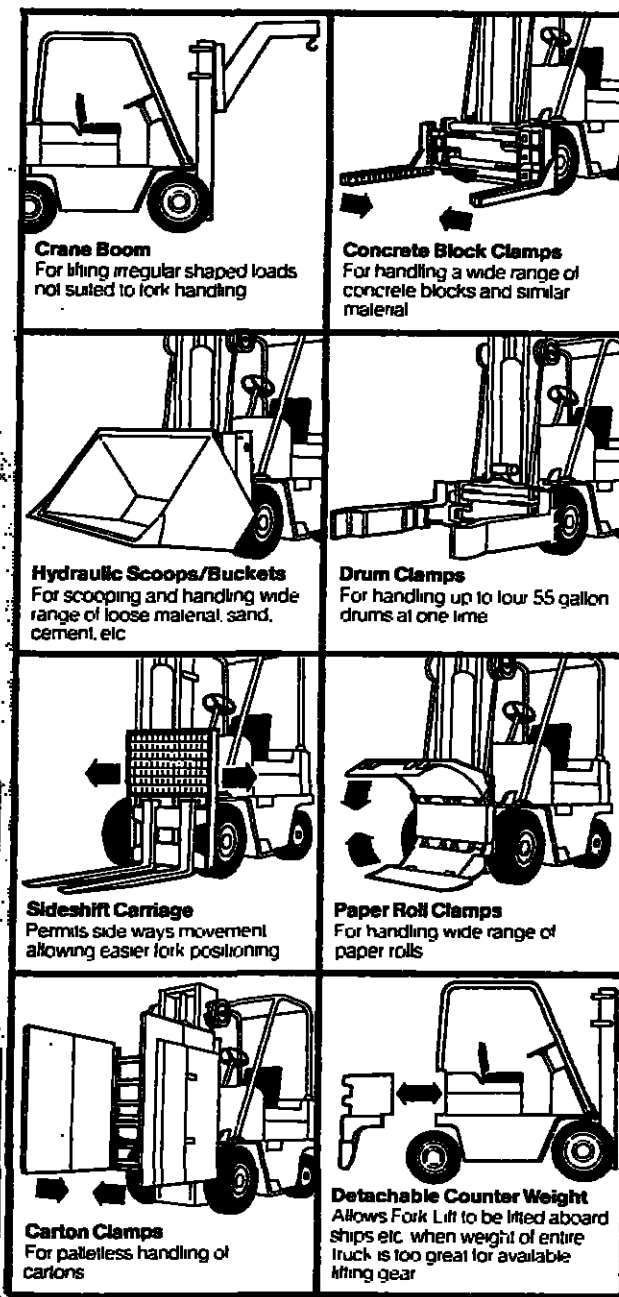 Crane Boom
For lifting irregular shaped loads
not suited to fork handling
Concrete Block Clamps
For handling a wide range of
concrete blocks and similar
material
Hydraulic Scoops/Buckets
For scooping and handling wide
range of loose material, sand,
cement, etc
Drum Clamps
For handling up to four 55 gallon
drums at one time
Sideshift Carriage
Permits side ways movement
allowing easier fork positioning
Paper Roll Clamps
For handling wide range of
paper rolls
Carton Clamps
For palletless handling of
cartons
Detachable Counter Weight
Allows Fork Lift to be lifted aboard
ships etc. when weight of entire
truck is too great for available
lifting gear